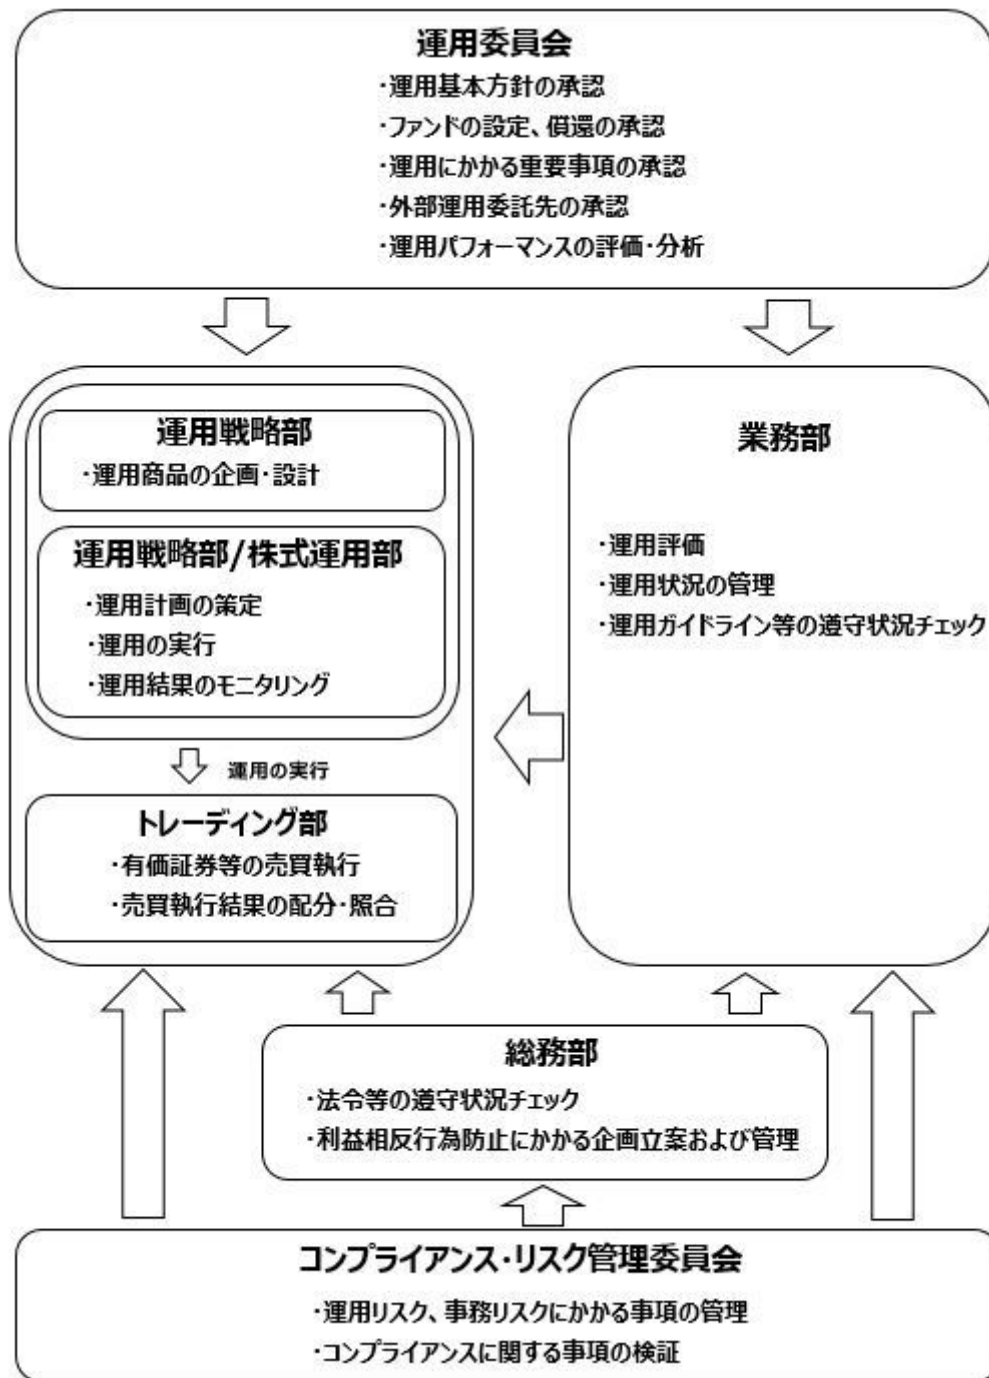 運用委員会
・運用基本方針の承認
・ファンドの設定、償還の承認
・運用にかかる重要事項の承認
・外部運用委託先の承認
・運用パフォーマンスの評価・分析
運用戦略部
・運用商品の企画・設計
運用戦略部/株式運用部
・運用計画の策定
・運用の実行
・運用結果のモニタリング
運用の実行
トレーディング部
・有価証券等の売買執行
・売買執行結果の配分・照合
業務部
・運用評価
・運用状況の管理
・運用ガイドライン等の遵守状況チェック
総務部
・法令等の遵守状況チェック
・利益相反行為防止にかかる企画立案および管理
コンプライアンス・リスク管理委員会
・運用リスク、事務リスクにかかる事項の管理
・コンプライアンスに関する事項の検証